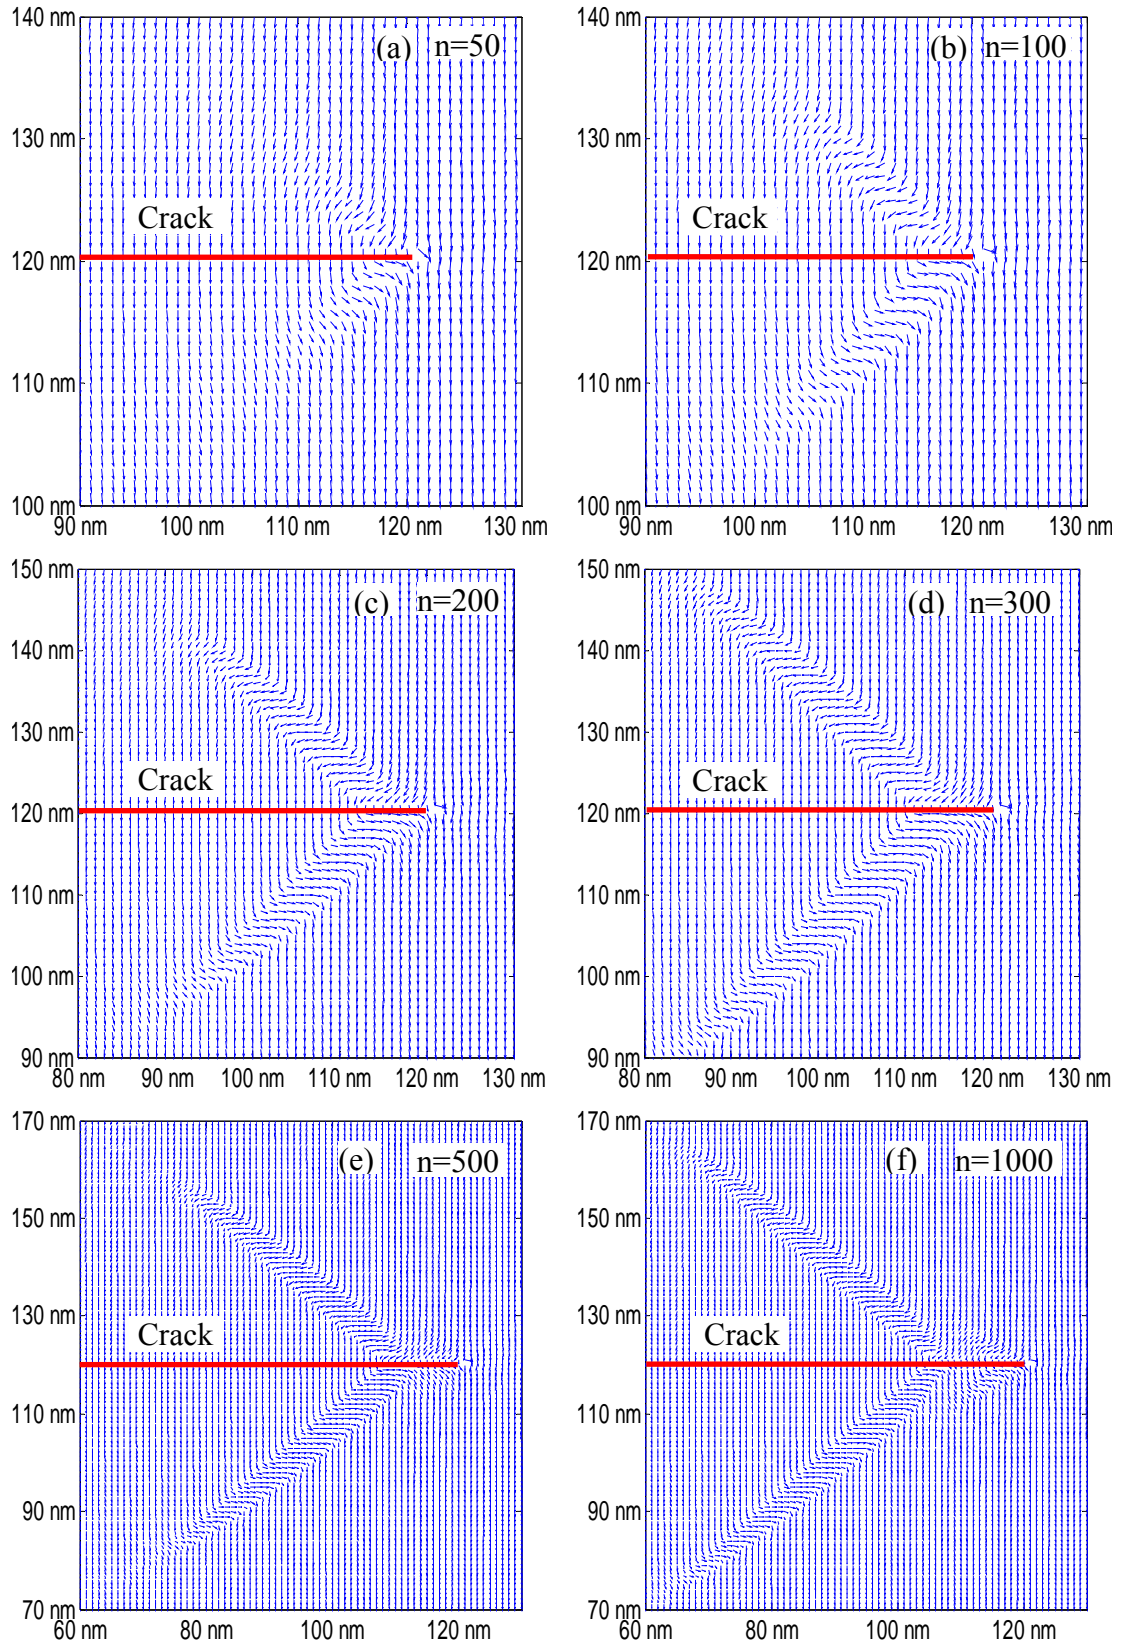 140 nm
(a) n=50
130 nm
Crack
120 nm
110 nm
100 nm
90 nm 100 nm 110 nm 120 nm 130 nm
140 nm
(b) n=100
130 nm
Crack
120 nm
110 nm
100 nm
90 nm 100 nm 110 nm 120 nm 130 nm
150 nm
(c) n=200
140 nm
130 nm
Crack
120 nm
110 nm
100 nm
90 nm
80 nm 90 nm 100 nm 110 nm 120 nm 130 nm
150 nm
(d) n=300
140 nm
130 nm
Crack
120 nm
110 nm
100 nm
90 nm
80 nm 90 nm 100 nm 110 nm 120 nm 130 nm
170 nm
(e) n=500
150 nm
130 nm
Crack
110 nm
90 nm
70 nm
60 nm 80 nm 100 nm 120 nm
170 nm
(f) n=1000
150 nm
130 nm
Crack
110 nm
90 nm
70 nm
60 nm 80 nm 100 nm 120 nm